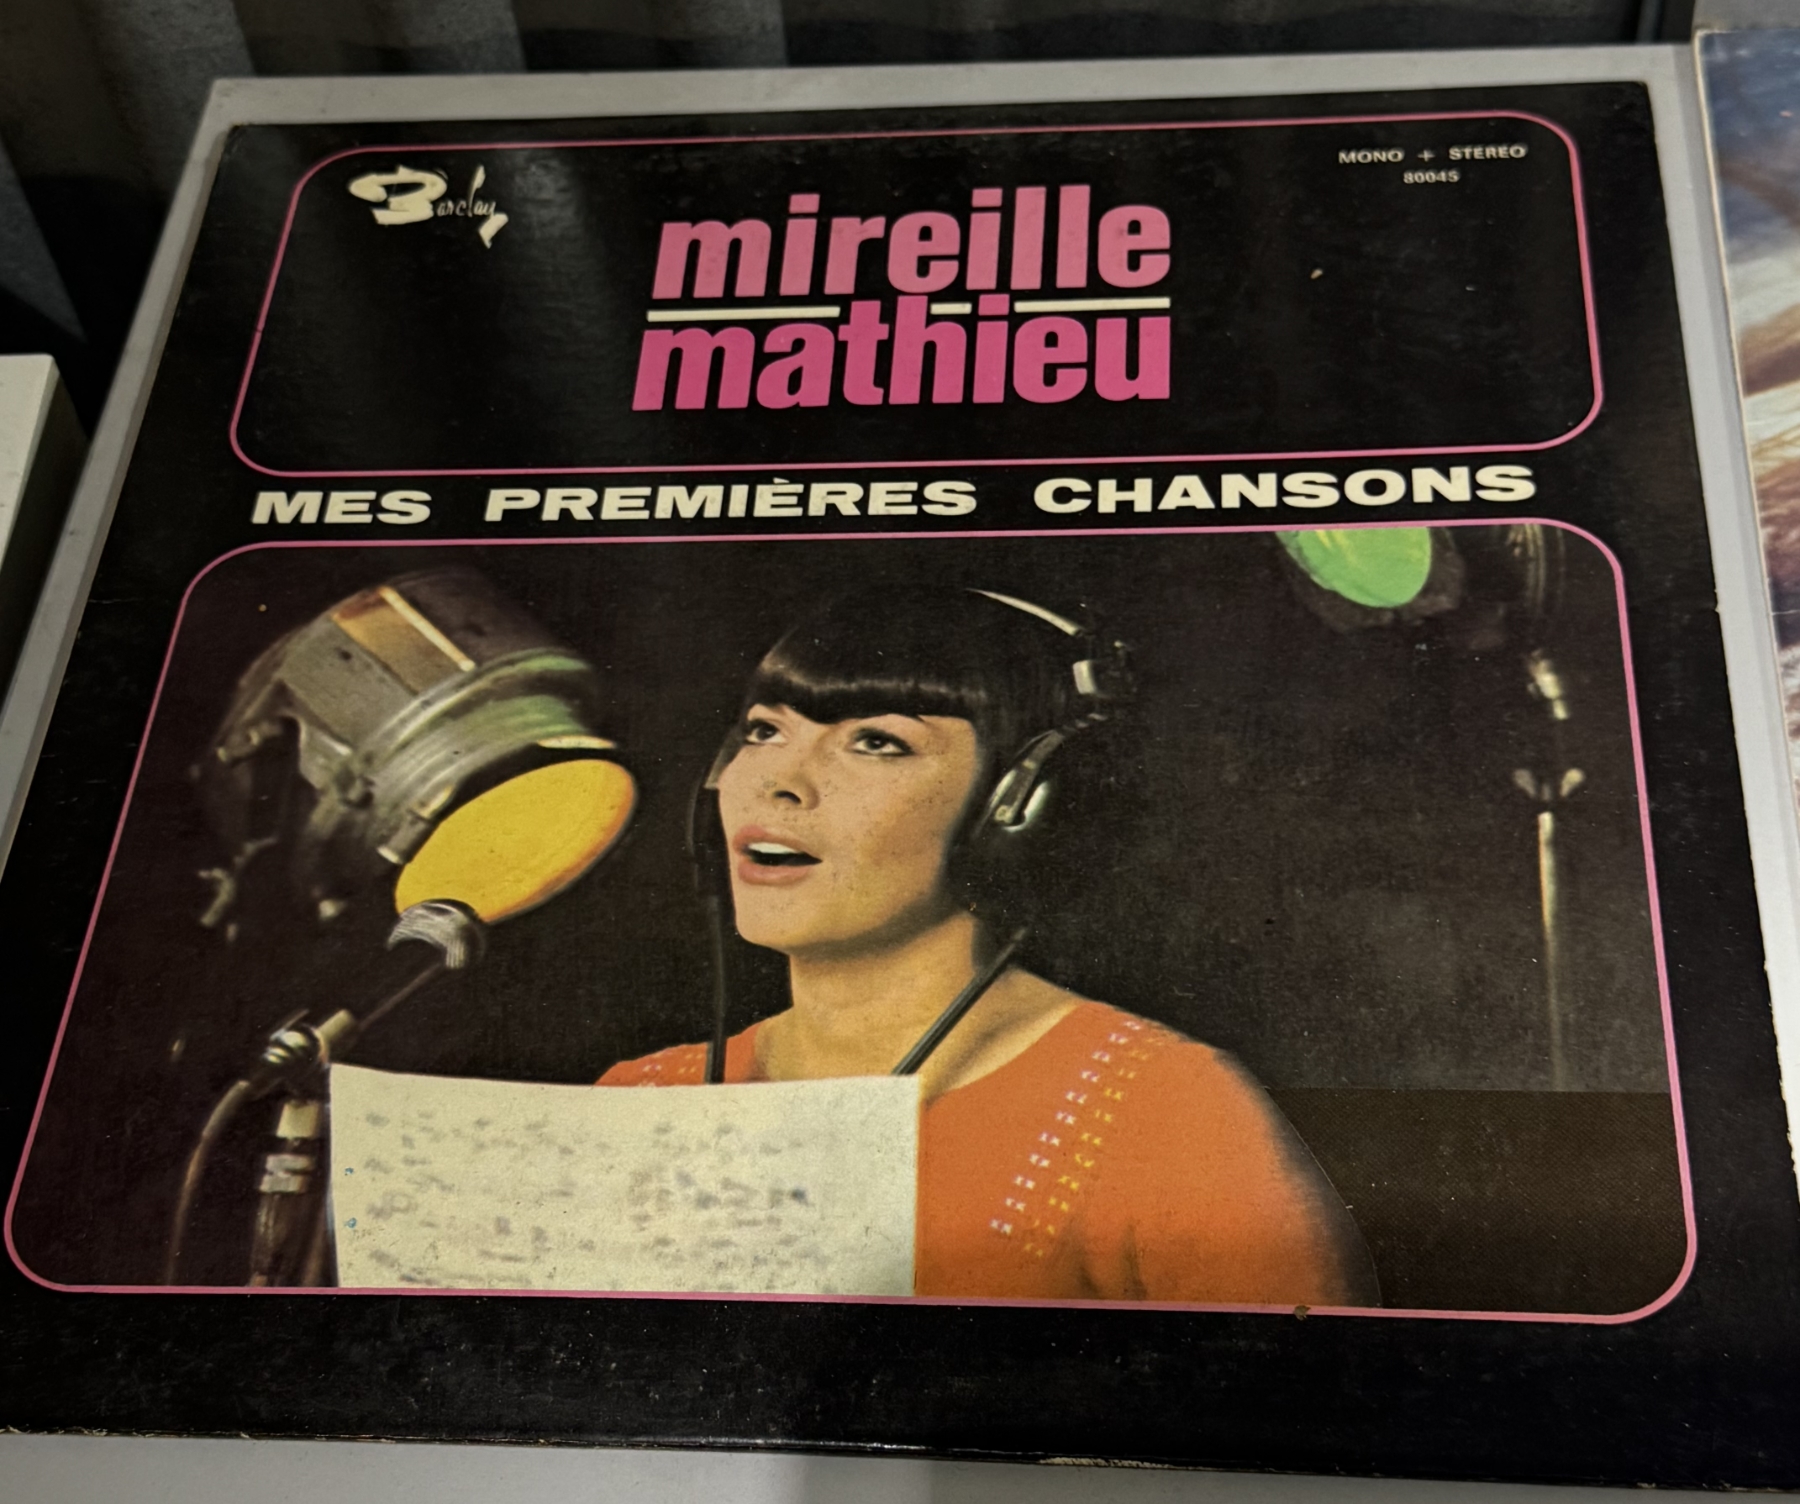 Barclay
MONO + STEREO
80045
mireille
mathieu
MES PREMIÈRES CHANSONS